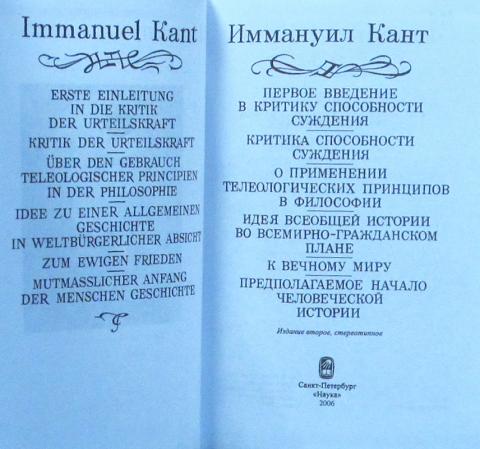 Immanuel Kant
ERSTE EINLEITUNG
IN DIE KRITIK
DER URTEILSKRAFT
KRITIK DER URTEILSKRAFT
ÜBER DEN GEBRAUCH
TELEOLOGISCHER PRINCIPIEN
IN DER PHILOSOPHIE
IDEE ZU EINER ALLGEMEINEN
GESCHICHTE
IN WELTBÜRGERLICHER ABSICHT
ZUM EWIGEN FRIEDEN
MUTMASSLICHER ANFANG
DER MENSCHEN GESCHICHTE
Иммануил Кант
ПЕРВОЕ ВВЕДЕНИЕ
В КРИТИКУ СПОСОБНОСТИ
СУЖДЕНИЯ
КРИТИКА СПОСОБНОСТИ
СУЖДЕНИЯ
О ПРИМЕНЕНИИ
ТЕЛЕОЛОГИЧЕСКИХ ПРИНЦИПОВ
В ФИЛОСОФИИ
ИДЕЯ ВСЕОБЩЕЙ ИСТОРИИ
ВО ВСЕМИРНО-ГРАЖДАНСКОМ
ПЛАНЕ
К ВЕЧНОМУ МИРУ
ПРЕДПОЛАГАЕМОЕ НАЧАЛО
ЧЕЛОВЕЧЕСКОЙ
ИСТОРИИ
Издание второе, стереотипное
Санкт-Петербург
«Наука»
2006